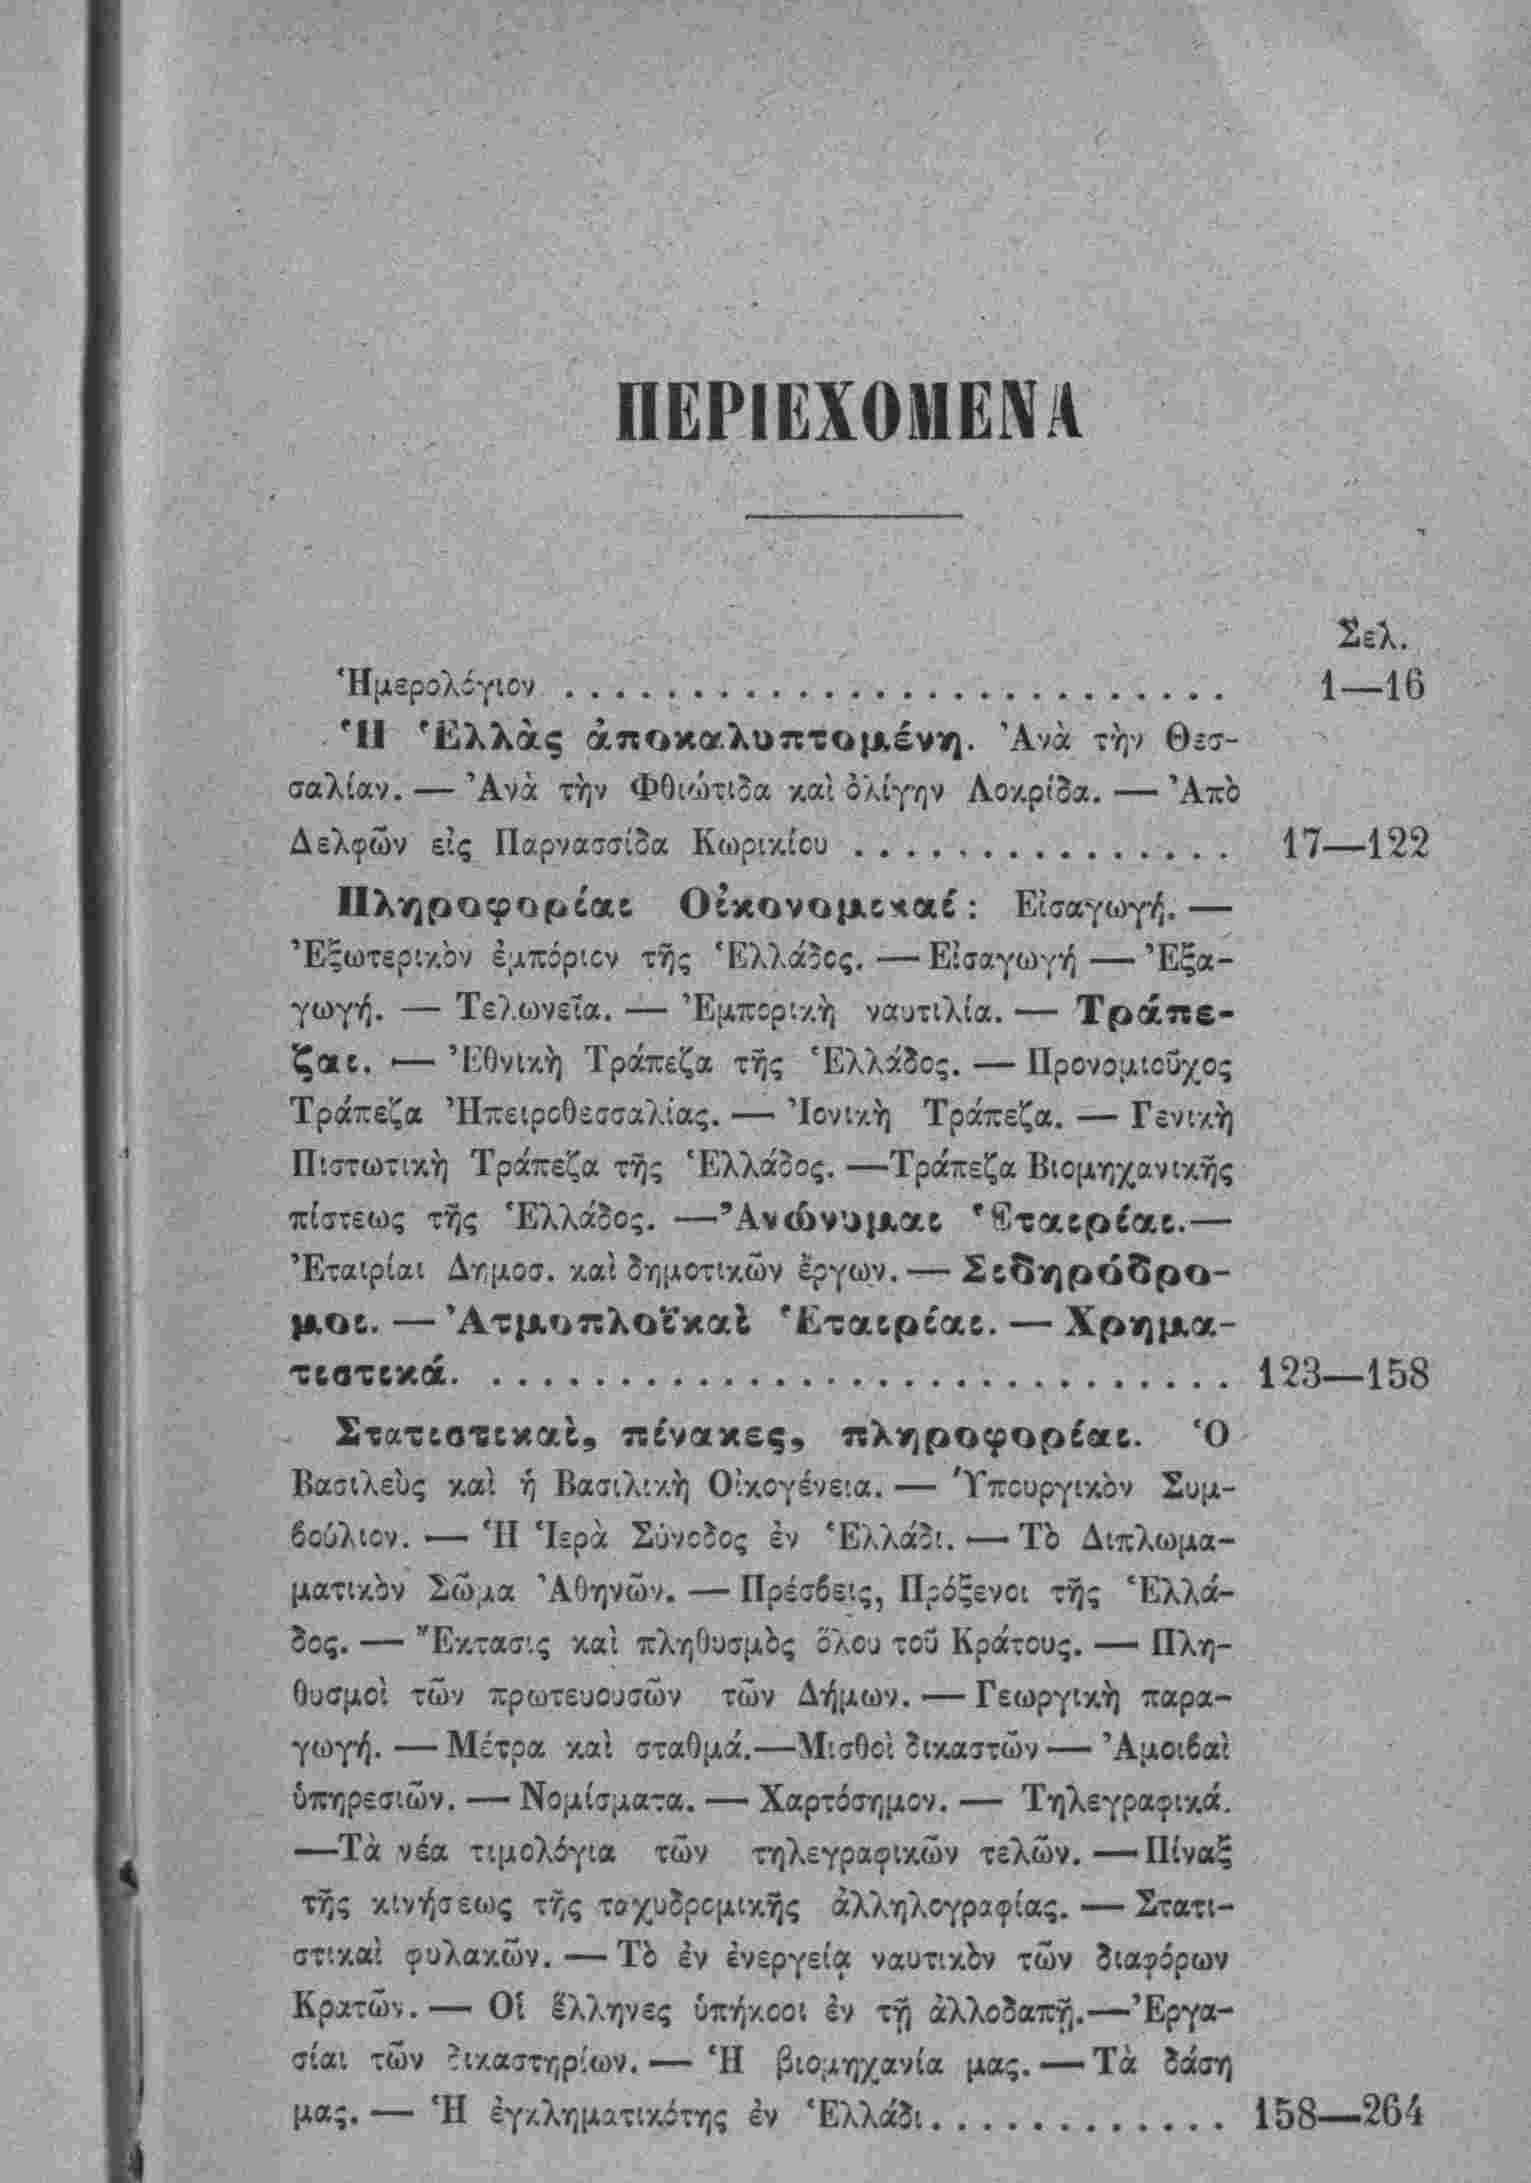 ΠΕΡΙΕΧΟΜΕΝΑ
Σελ.
Ἡμερολόγιον . . . . . . . . . . . . . . . . . . . . . . . . . . 1—16
Ἡ Ἑλλὰς ἀποκαλυπτομένη. Ἀνὰ τὴν Θεσ-
σαλίαν. — Ἀνὰ τὴν Φθιώτιδα καὶ ὀλίγην Λοκρίδα. — Ἀπὸ
Δελφῶν εἰς Παρνασσίδα Κωρικίου . . . . . . . . . . . . . . . 17—122
Πληροφορίαι Οἰκονομικαί: Εἰσαγωγή. —
Ἐξωτερικὸν ἐμπόριον τῆς Ἑλλάδος. — Εἰσαγωγή — Ἐξα-
γωγή. — Τελωνεῖα. — Ἐμπορικὴ ναυτιλία. — Τράπε-
ζαι. — Ἐθνικὴ Τράπεζα τῆς Ἑλλάδος. — Προνομιοῦχος
Τράπεζα Ἠπειροθεσσαλίας. — Ἰονικὴ Τράπεζα. — Γενικὴ
Πιστωτικὴ Τράπεζα τῆς Ἑλλάδος. —Τράπεζα Βιομηχανικῆς
πίστεως τῆς Ἑλλάδος. —Ἀνώνυμαι Ἑταιρίαι.—
Ἐταιρίαι Δημοσ. καὶ δημοτικῶν ἔργων. — Σιδηρόδρο-
μοι. — Ἀτμοπλοϊκαὶ Ἑταιρίαι. — Χρημα-
τιστικά. . . . . . . . . . . . . . . . . . . . . . . . . . . . . . 123—158
Στατιστικαὶ, πίνακες, πληροφορίαι. Ὁ
Βασιλεὺς καὶ ἡ Βασιλικὴ Οἰκογένεια. — Ὑπουργικὸν Συμ-
βούλιον. — Ἡ Ἱερὰ Σύνοδος ἐν Ἑλλάδι. — Τὸ Διπλωμα-
ματικὸν Σῶμα Ἀθηνῶν. — Πρέσβεις, Πρόξενοι τῆς Ἑλλά-
δος. — Ἔκτασις καὶ πληθυσμὸς ὅλου τοῦ Κράτους. — Πλη-
θυσμοὶ τῶν πρωτευουσῶν τῶν Δήμων. — Γεωργικὴ παρα-
γωγή. — Μέτρα καὶ σταθμά.—Μισθοὶ δικαστῶν — Ἀμοιβαὶ
ὑπηρεσιῶν. — Νομίσματα. — Χαρτόσημον. — Τηλεγραφικά.
—Τὰ νέα τιμολόγια τῶν τηλεγραφικῶν τελῶν. —Πίναξ
τῆς κινήσεως τῆς ταχυδρομικῆς ἀλληλογραφίας. — Στατι-
στικαὶ φυλακῶν. — Τὸ ἐν ἐνεργείᾳ ναυτικὸν τῶν διαφόρων
Κρατῶν. — Οἱ ἕλληνες ὑπήκοοι ἐν τῇ ἀλλοδαπῇ.—Ἐργα-
σίαι τῶν δικαστηρίων. — Ἡ βιομηχανία μας. — Τὰ δάση
μας. — Ἡ ἐγκληματικότης ἐν Ἑλλάδι. . . . . . . . . . . . 158—264